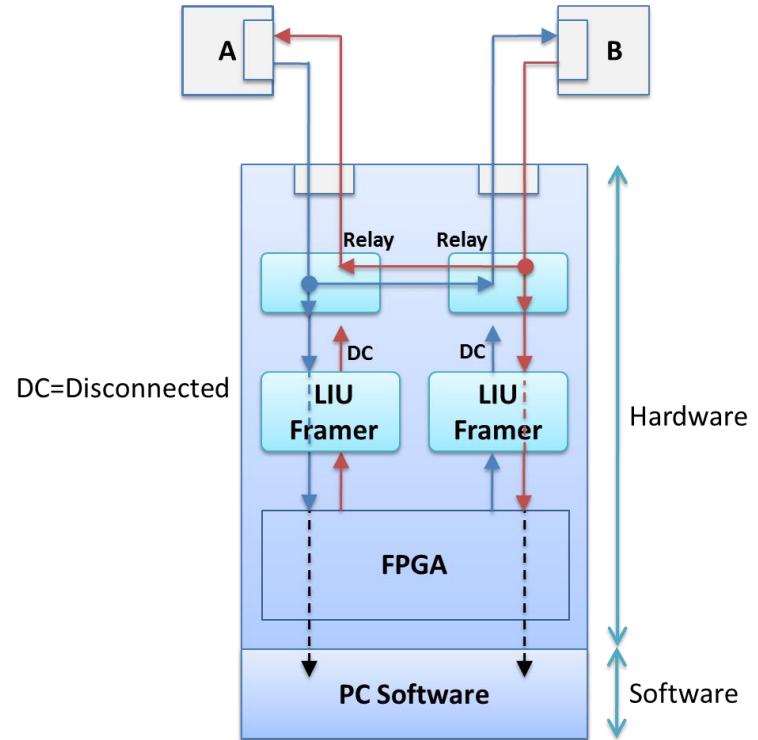 A
B
Relay
Relay
DC
DC
DC=Disconnected
LIU
Framer
LIU
Framer
Hardware
FPGA
PC Software
Software